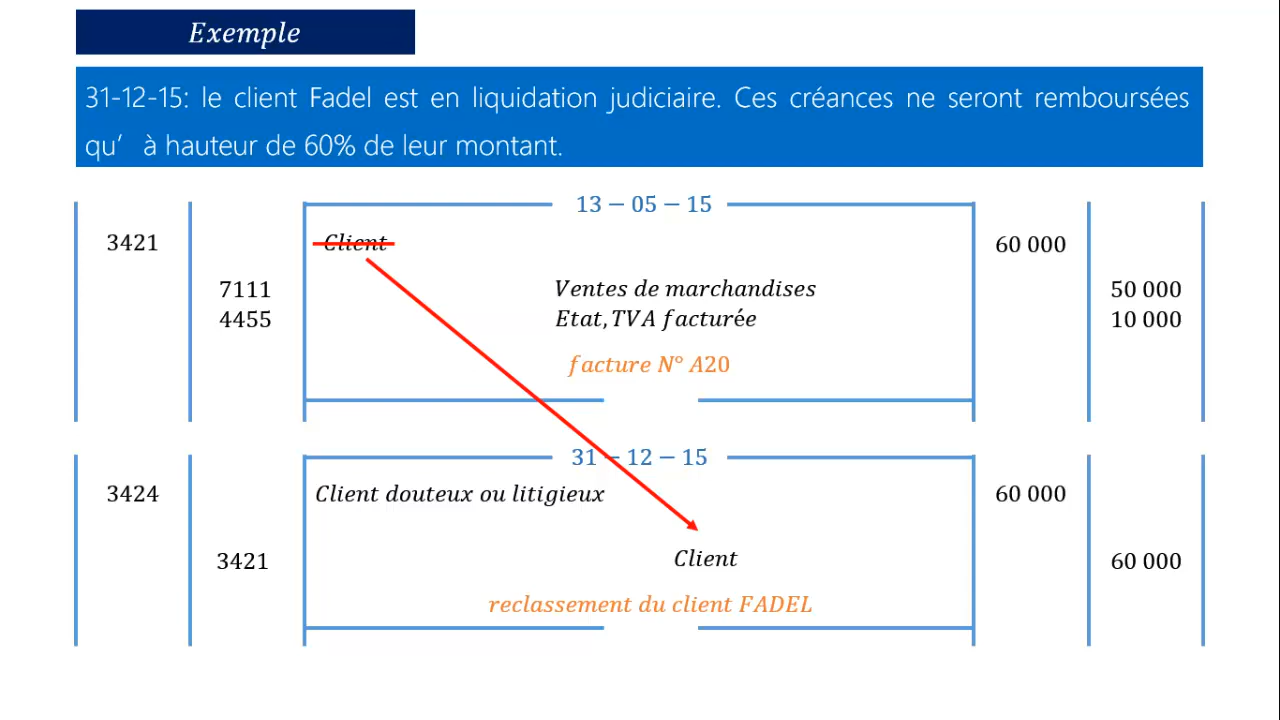 Exemple
31-12-15: le client Fadel est en liquidation judiciaire. Ces créances ne seront remboursées
qu’ à hauteur de 60% de leur montant.
13 − 05 − 15
3421 Client 60 000
7111 Ventes de marchandises 50 000
4455 Etat, TVA facturée 10 000
facture N° A20
31 − 12 − 15
3424 Client douteux ou litigieux 60 000
3421 Client 60 000
reclassement du client FADEL